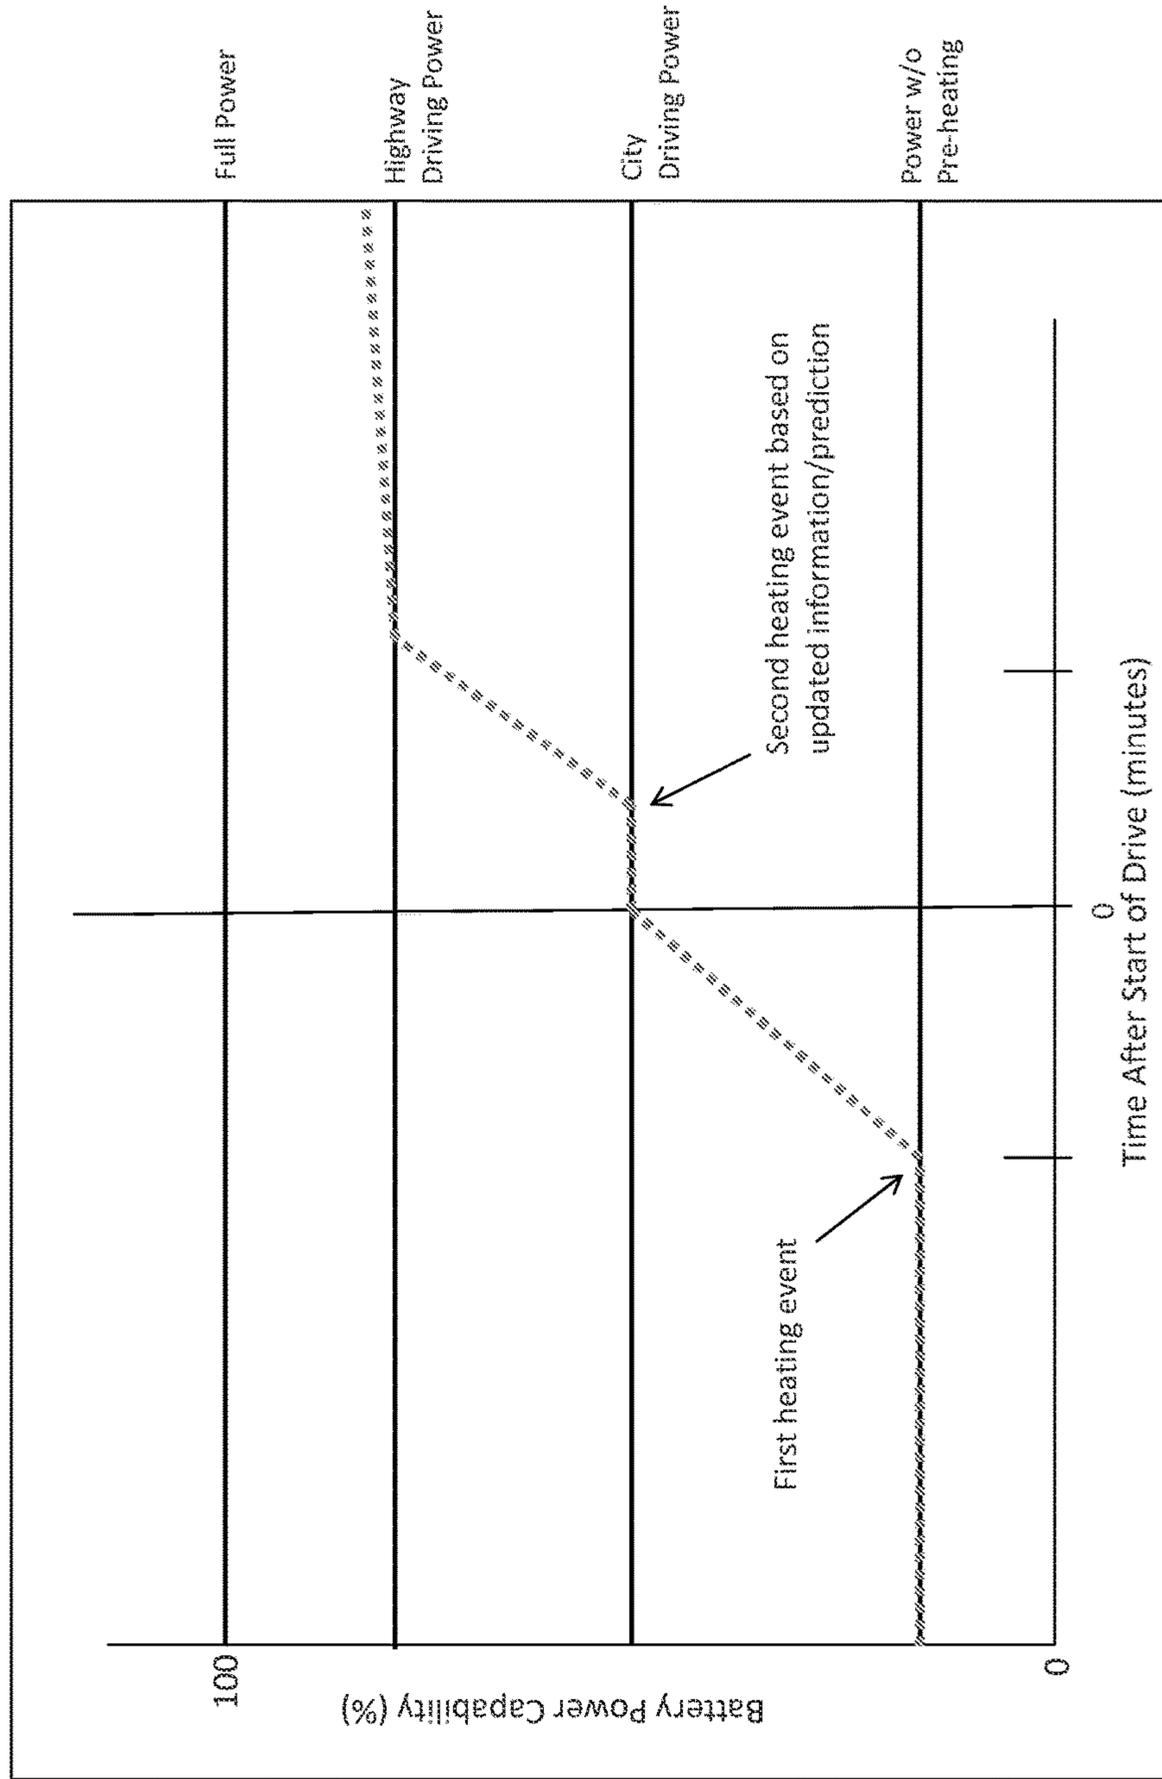 Full Power
Highway
Driving Power
City
Driving Power
Power w/o
Pre-heating
Battery Power Capability (%)
100
0
First heating event
Second heating event based on
updated information/prediction
0
Time After Start of Drive (minutes)